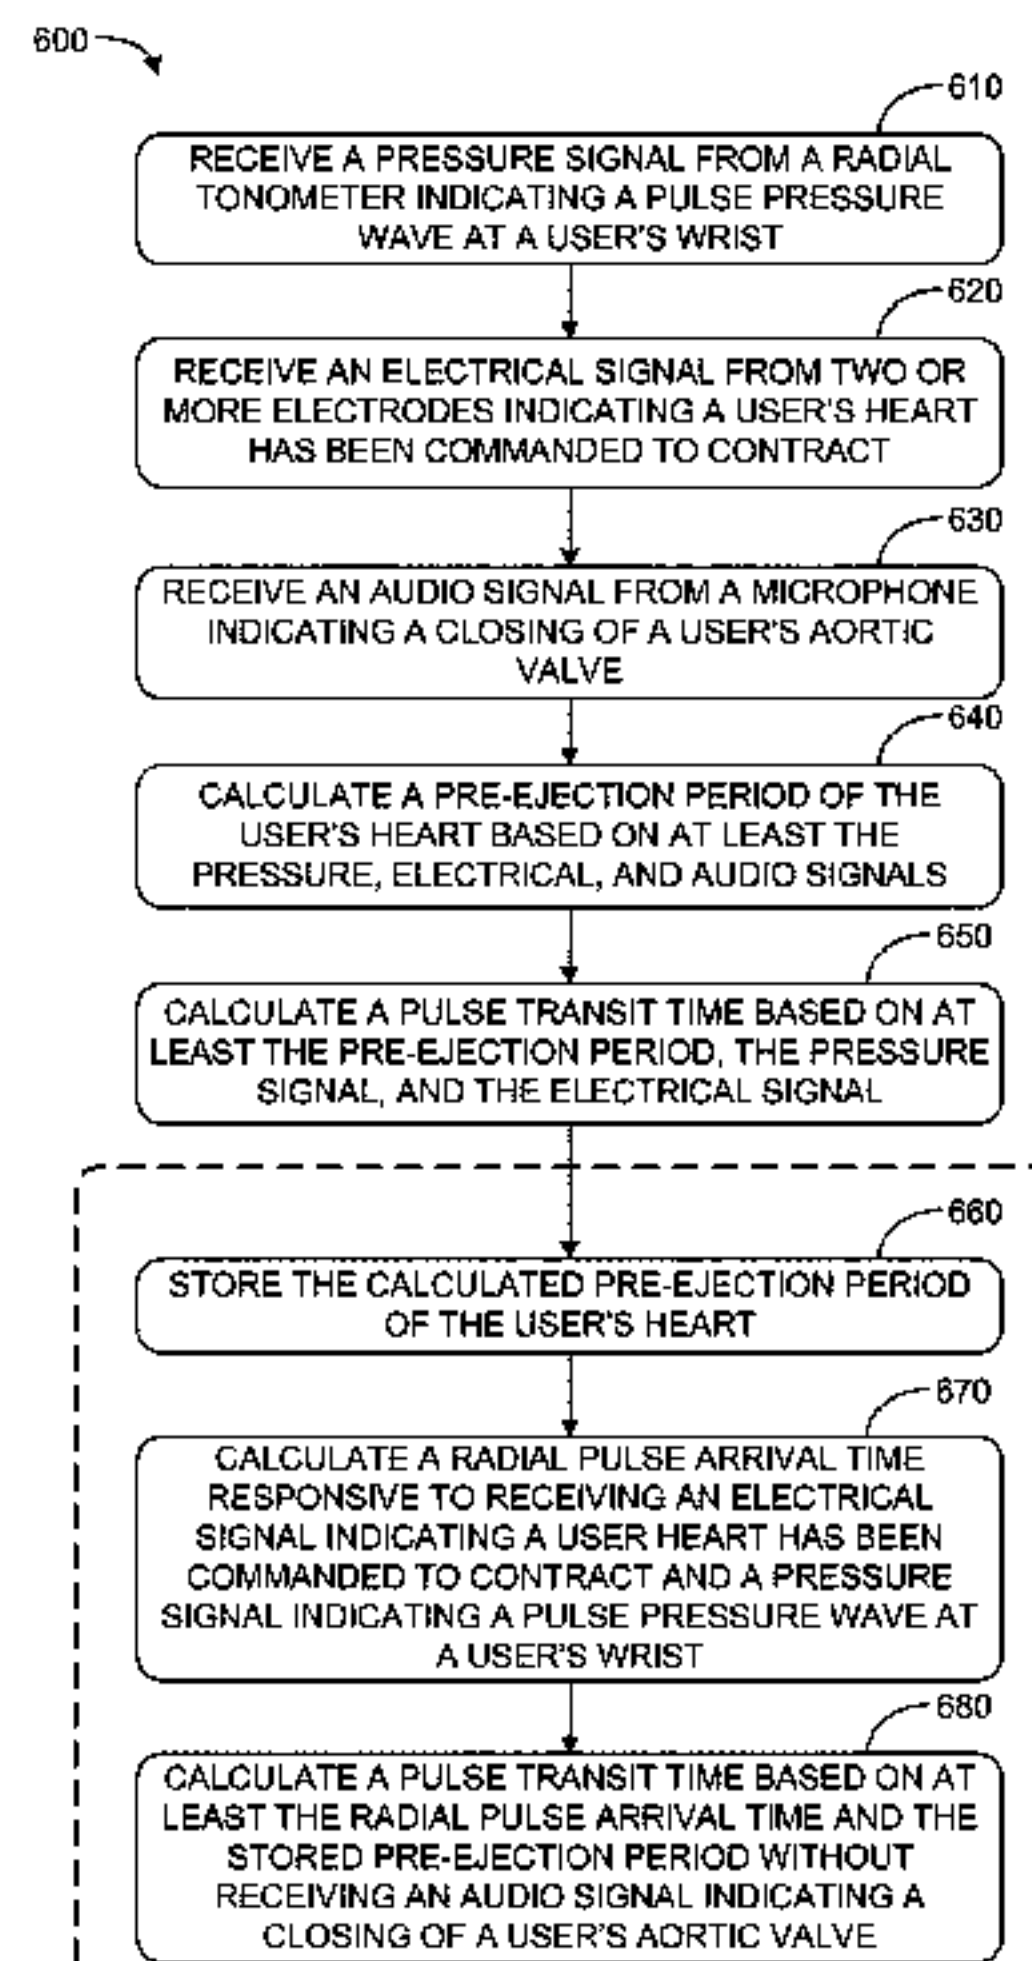 600
610
RECEIVE A PRESSURE SIGNAL FROM A RADIAL
TONOMETER INDICATING A PULSE PRESSURE
WAVE AT A USER'S WRIST
620
RECEIVE AN ELECTRICAL SIGNAL FROM TWO OR
MORE ELECTRODES INDICATING A USER'S HEART
HAS BEEN COMMANDED TO CONTRACT
630
RECEIVE AN AUDIO SIGNAL FROM A MICROPHONE
INDICATING A CLOSING OF A USER'S AORTIC
VALVE
640
CALCULATE A PRE-EJECTION PERIOD OF THE
USER'S HEART BASED ON AT LEAST THE
PRESSURE, ELECTRICAL, AND AUDIO SIGNALS
650
CALCULATE A PULSE TRANSIT TIME BASED ON AT
LEAST THE PRE-EJECTION PERIOD, THE PRESSURE
SIGNAL, AND THE ELECTRICAL SIGNAL
660
STORE THE CALCULATED PRE-EJECTION PERIOD
OF THE USER'S HEART
670
CALCULATE A RADIAL PULSE ARRIVAL TIME
RESPONSIVE TO RECEIVING AN ELECTRICAL
SIGNAL INDICATING A USER HEART HAS BEEN
COMMANDED TO CONTRACT AND A PRESSURE
SIGNAL INDICATING A PULSE PRESSURE WAVE AT
A USER'S WRIST
680
CALCULATE A PULSE TRANSIT TIME BASED ON AT
LEAST THE RADIAL PULSE ARRIVAL TIME AND THE
STORED PRE-EJECTION PERIOD WITHOUT
RECEIVING AN AUDIO SIGNAL INDICATING A
CLOSING OF A USER'S AORTIC VALVE